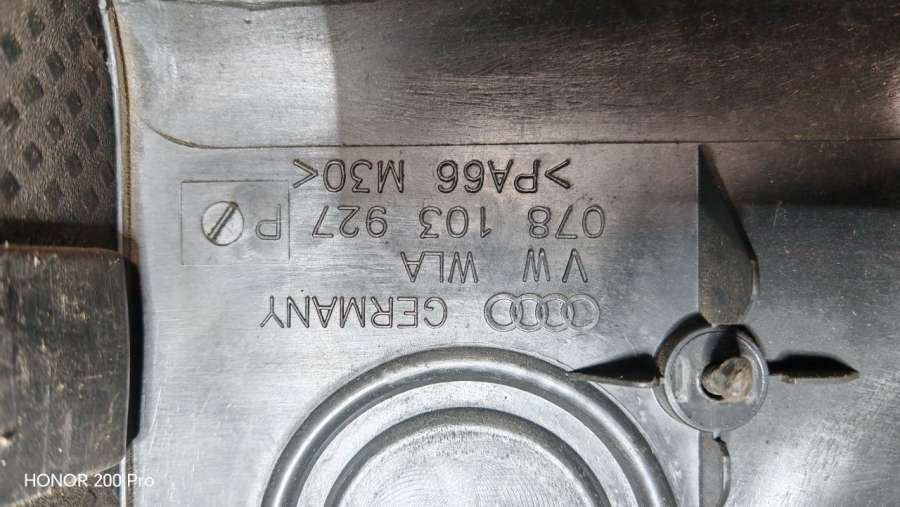 GERMANY
VW WLA
078 103 927 P
>PA66 M30<
HONOR 200 Pro